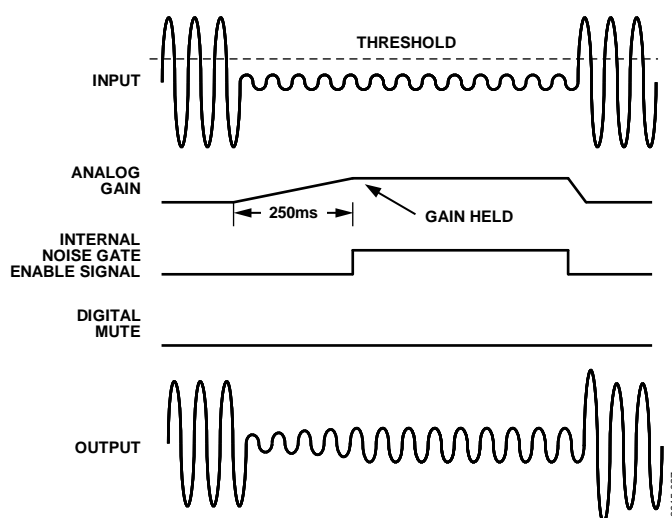 THRESHOLD
INPUT
ANALOG
GAIN
250ms
GAIN HELD
INTERNAL
NOISE GATE
ENABLE SIGNAL
DIGITAL
MUTE
OUTPUT